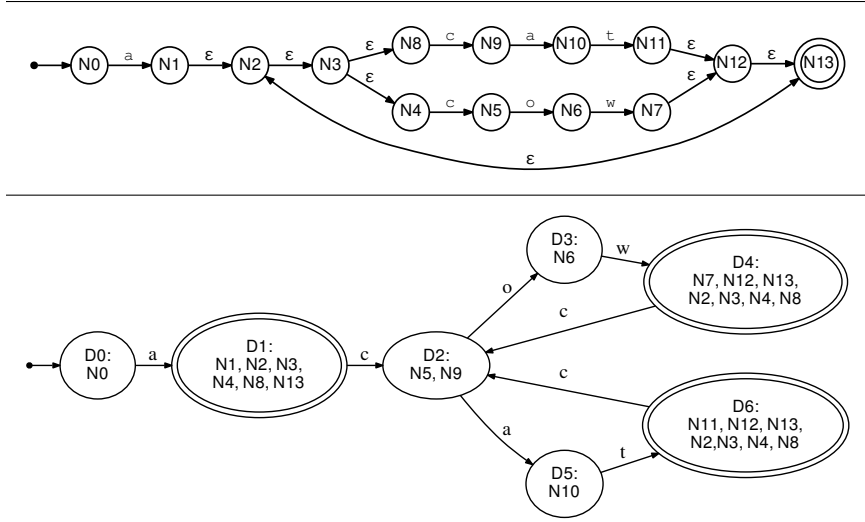 a ε ε ε ε N8 c N9 a N10 t N11 ε ε N12 ε
N0 N1 N2 N3 N13
N4 c N5 o N6 w N7
ε
D0:
N0
a
D1:
N1, N2, N3,
N4, N8, N13
c
D2:
N5, N9
o
D3:
N6
w
D4:
N7, N12, N13,
N2, N3, N4, N8
c
a
D5:
N10
t
D6:
N11, N12, N13,
N2,N3, N4, N8
c